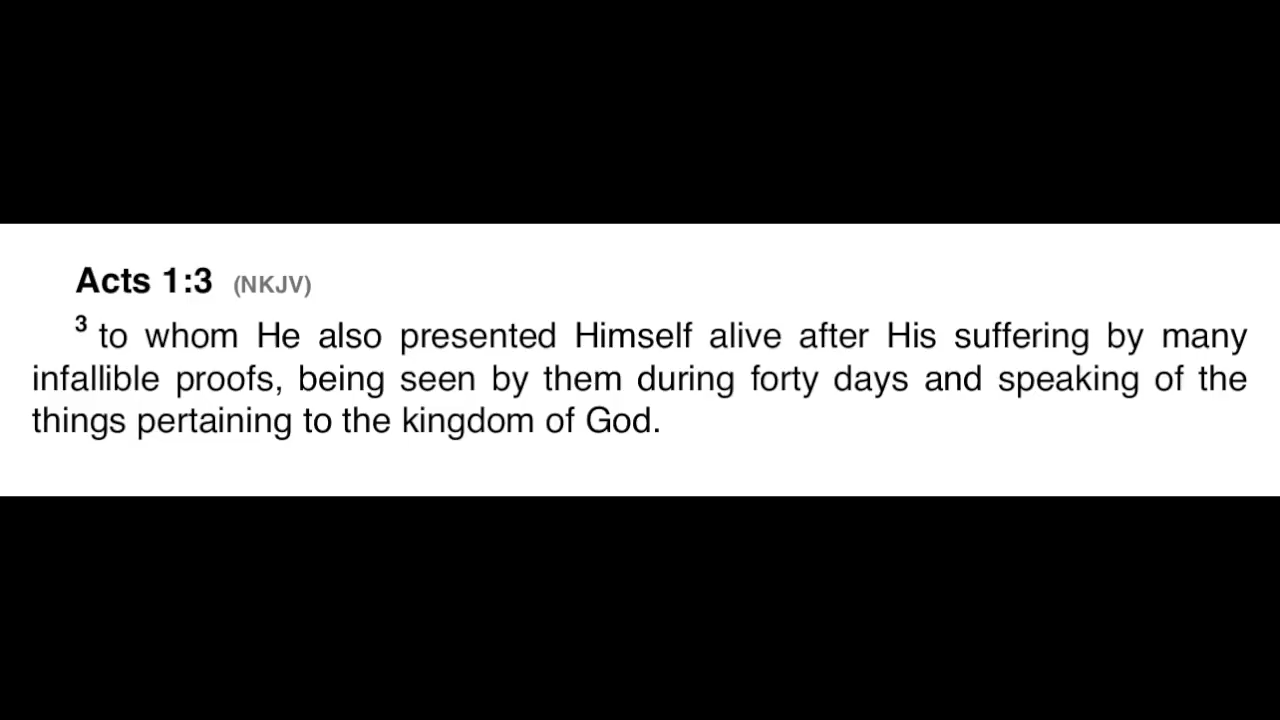 Acts 1:3 (NKJV)
3 to whom He also presented Himself alive after His suffering by many
infallible proofs, being seen by them during forty days and speaking of the
things pertaining to the kingdom of God.